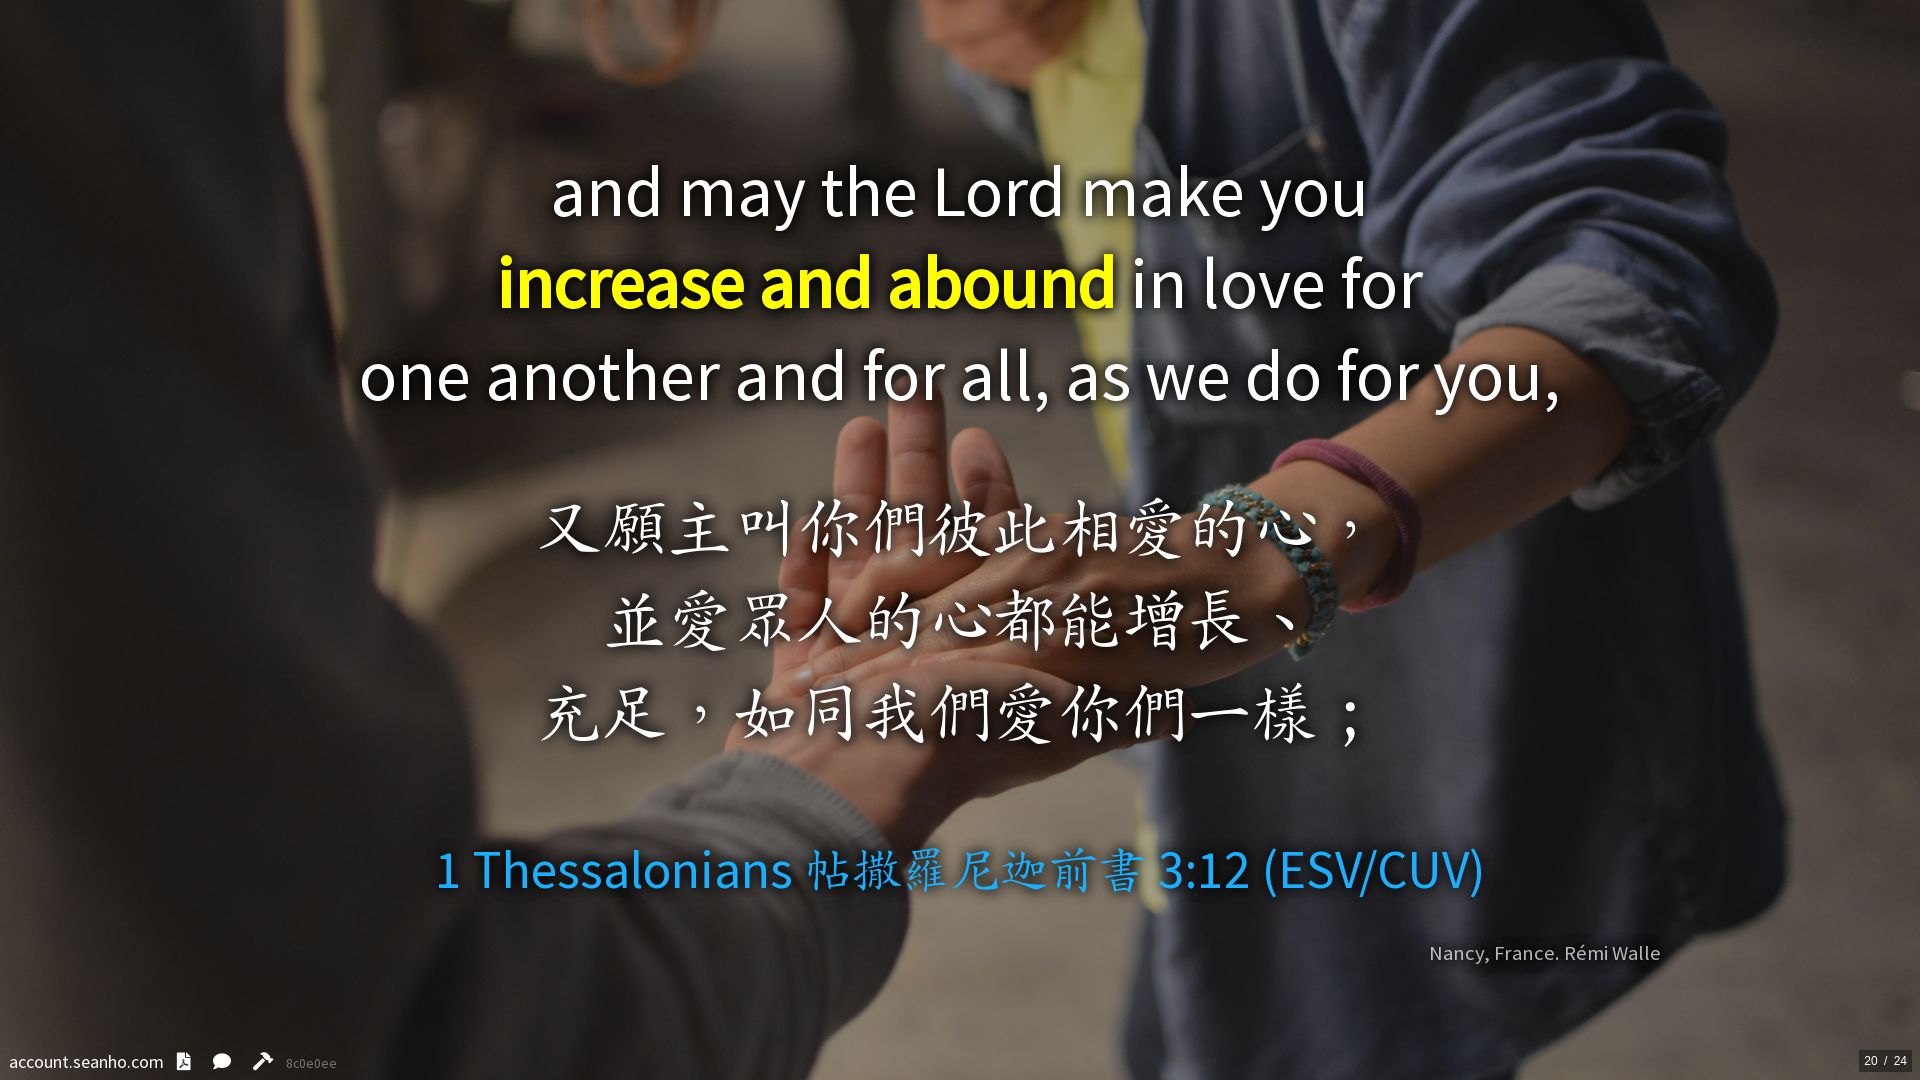 and may the Lord make you
increase and abound in love for
one another and for all, as we do for you,
又願主叫你們彼此相愛的心，
並愛眾人的心都能增長、
充足，如同我們愛你們一樣；
1 Thessalonians 帖撒羅尼迦前書 3:12 (ESV/CUV)
Nancy, France. Rémi Walle
account.seanho.com 8c0e0ee
20 / 24